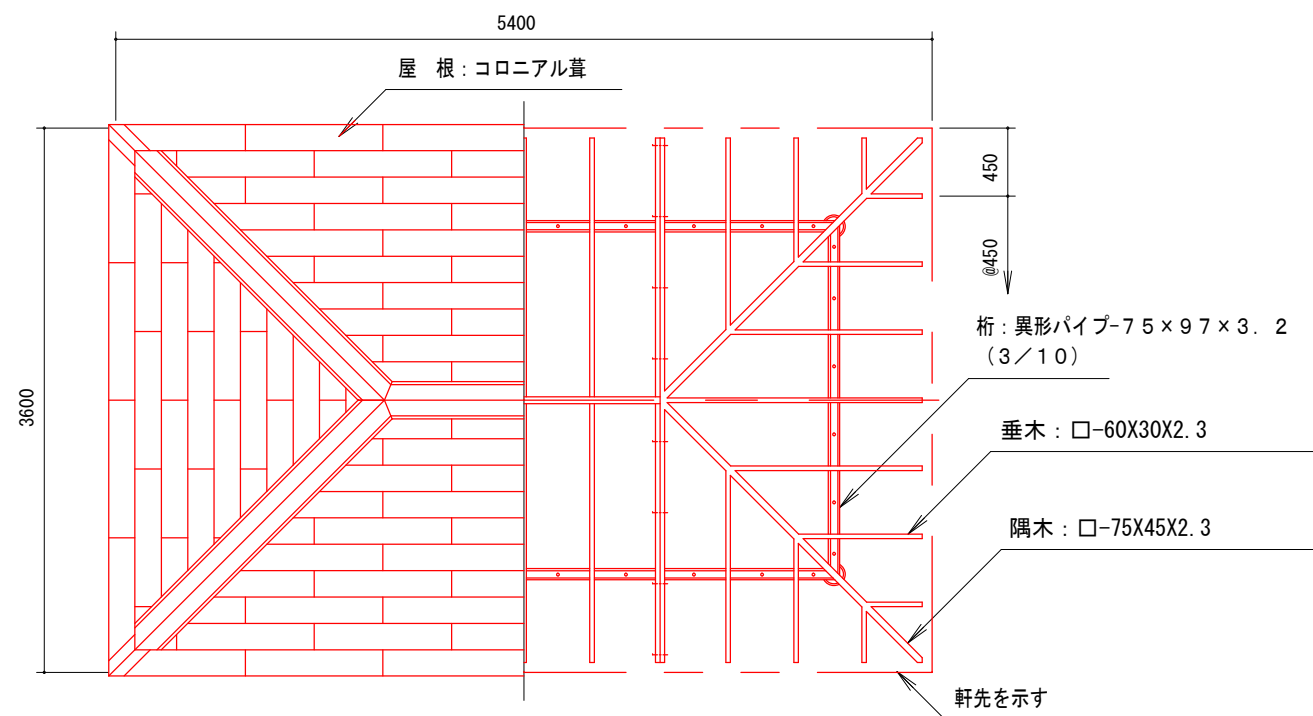 5400
屋　根：コロニアル葺
3600
450
@450
桁：異形パイプ-７５×９７×３．２
（３／１０）
垂木：□-60X30X2.3
隅木：□-75X45X2.3
軒先を示す